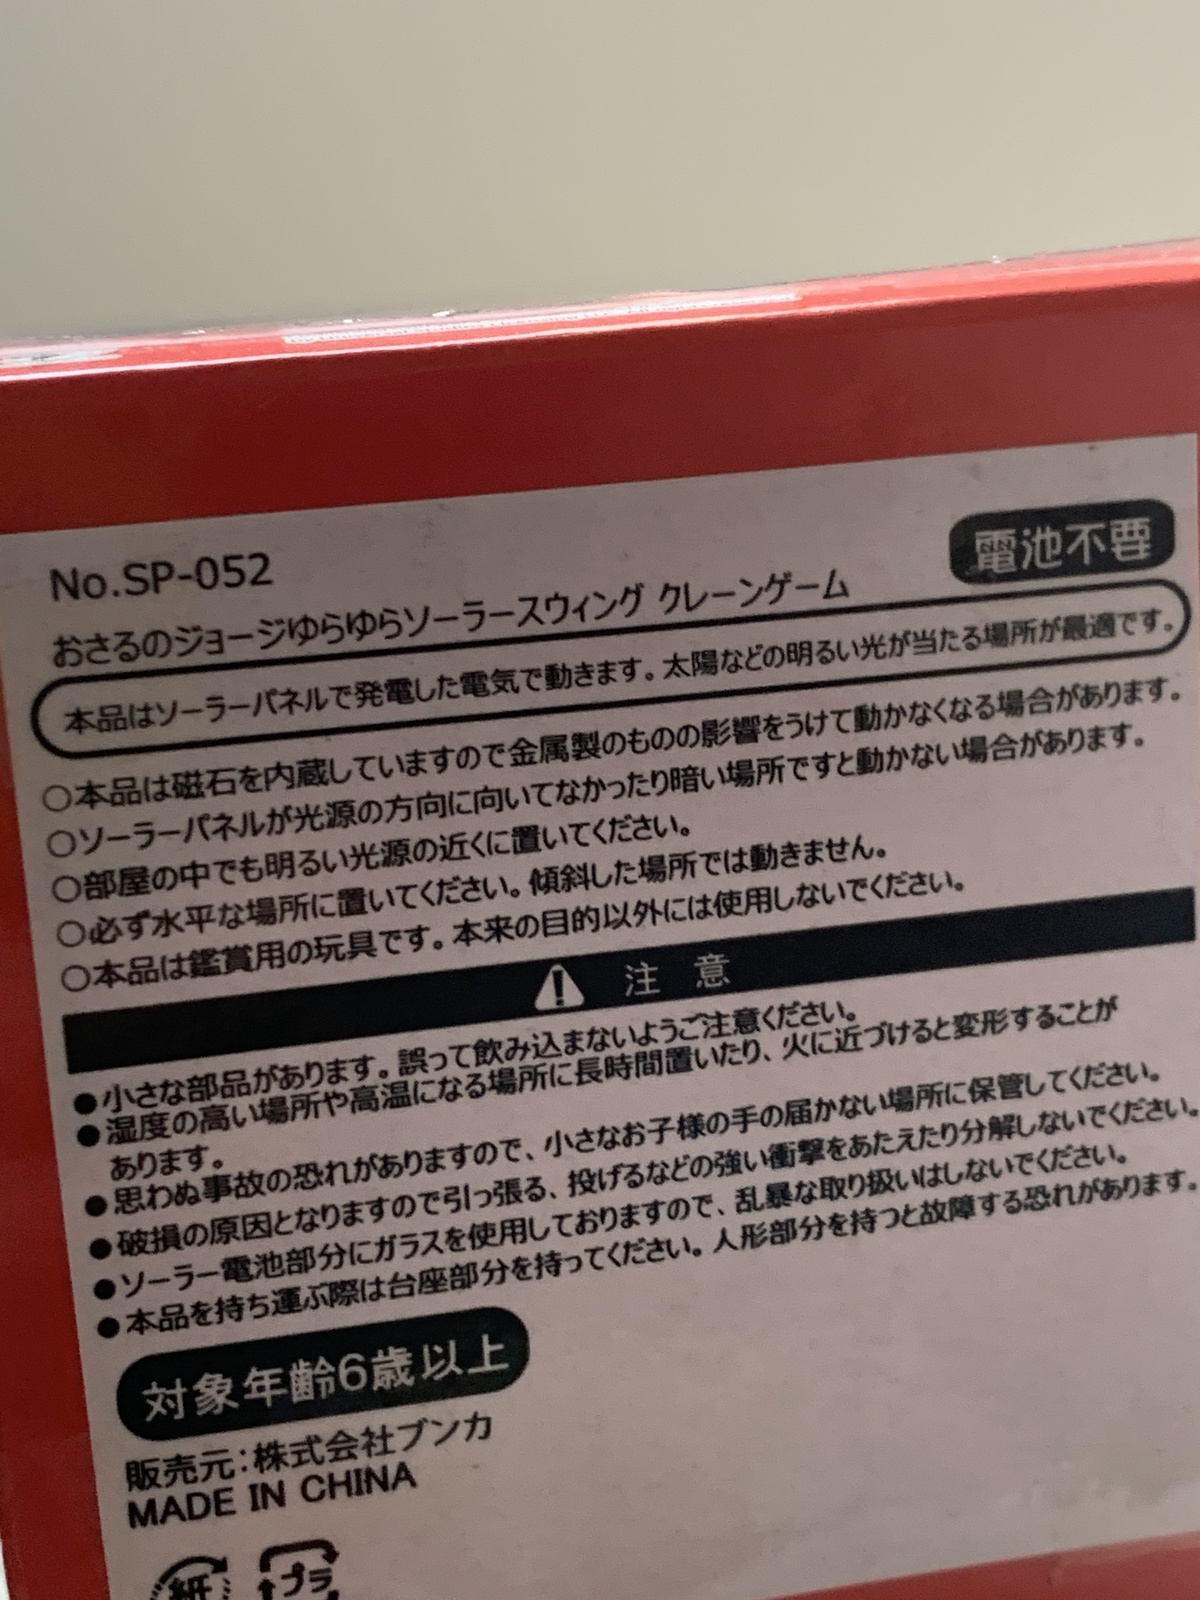 No.SP-052
電池不要
おさるのジョージゆらゆらソーラースウィング クレーンゲーム
本品はソーラーパネルで発電した電気で動きます。太陽などの明るい光が当たる場所が最適です。
○本品は磁石を内蔵していますので金属製のものの影響をうけて動かなくなる場合があります。
○ソーラーパネルが光源の方向に向いてなかったり暗い場所ですと動かない場合があります。
○部屋の中でも明るい光源の近くに置いてください。
○必ず水平な場所に置いてください。傾斜した場所では動きません。
○本品は鑑賞用の玩具です。本来の目的以外には使用しないでください。
注 意
●小さな部品があります。誤って飲み込まないようご注意ください。
●湿度の高い場所や高温になる場所に長時間置いたり、火に近づけると変形することが
あります。
●思わぬ事故の恐れがありますので、小さなお子様の手の届かない場所に保管してください。
●破損の原因となりますので引っ張る、投げるなどの強い衝撃をあたえたり分解しないでください。
●ソーラー電池部分にガラスを使用しておりますので、乱暴な取り扱いはしないでください。
●本品を持ち運ぶ際は台座部分を持ってください。人形部分を持つと故障する恐れがあります。
対象年齢6歳以上
販売元:株式会社ブンカ
MADE IN CHINA
紙 プラ